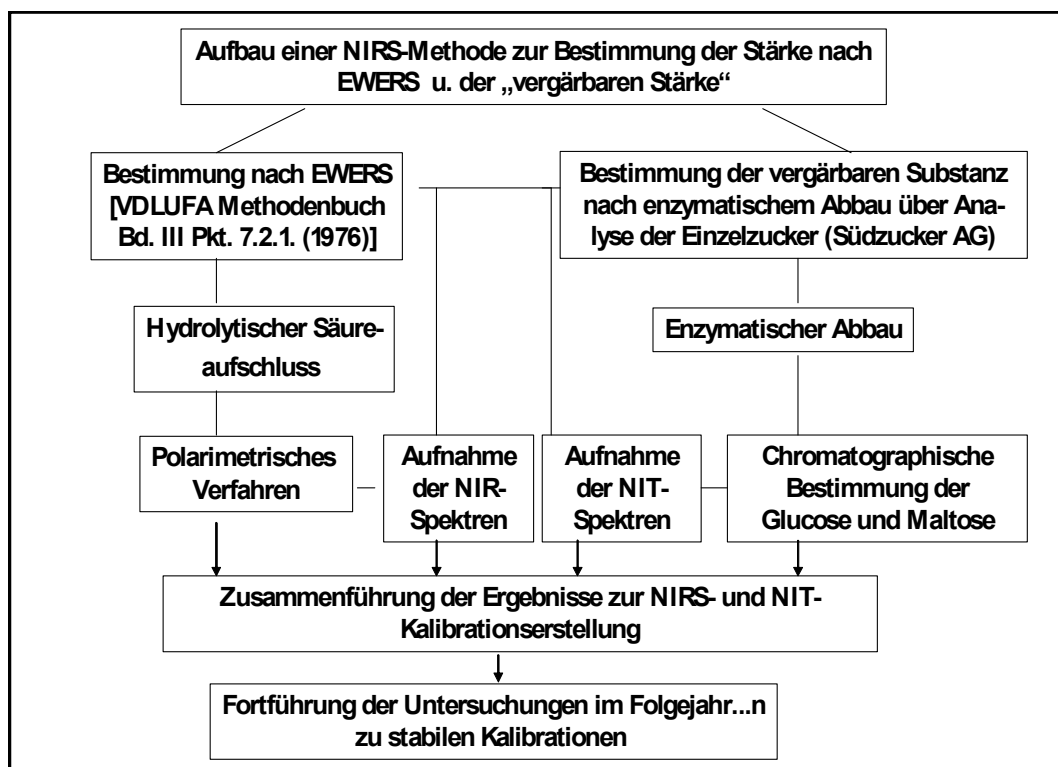 Aufbau einer NIRS-Methode zur Bestimmung der Stärke nach
EWERS u. der „vergärbaren Stärke“
Bestimmung nach EWERS
[VDLUFA Methodenbuch
Bd. III Pkt. 7.2.1. (1976)]
Bestimmung der vergärbaren Substanz
nach enzymatischem Abbau über Ana-
lyse der Einzelzucker (Südzucker AG)
Hydrolytischer Säure-
aufschluss
Enzymatischer Abbau
Polarimetrisches
Verfahren
Aufnahme
der NIR-
Spektren
Aufnahme
der NIT-
Spektren
Chromatographische
Bestimmung der
Glucose und Maltose
Zusammenführung der Ergebnisse zur NIRS- und NIT-
Kalibrationserstellung
Fortführung der Untersuchungen im Folgejahr...n
zu stabilen Kalibrationen